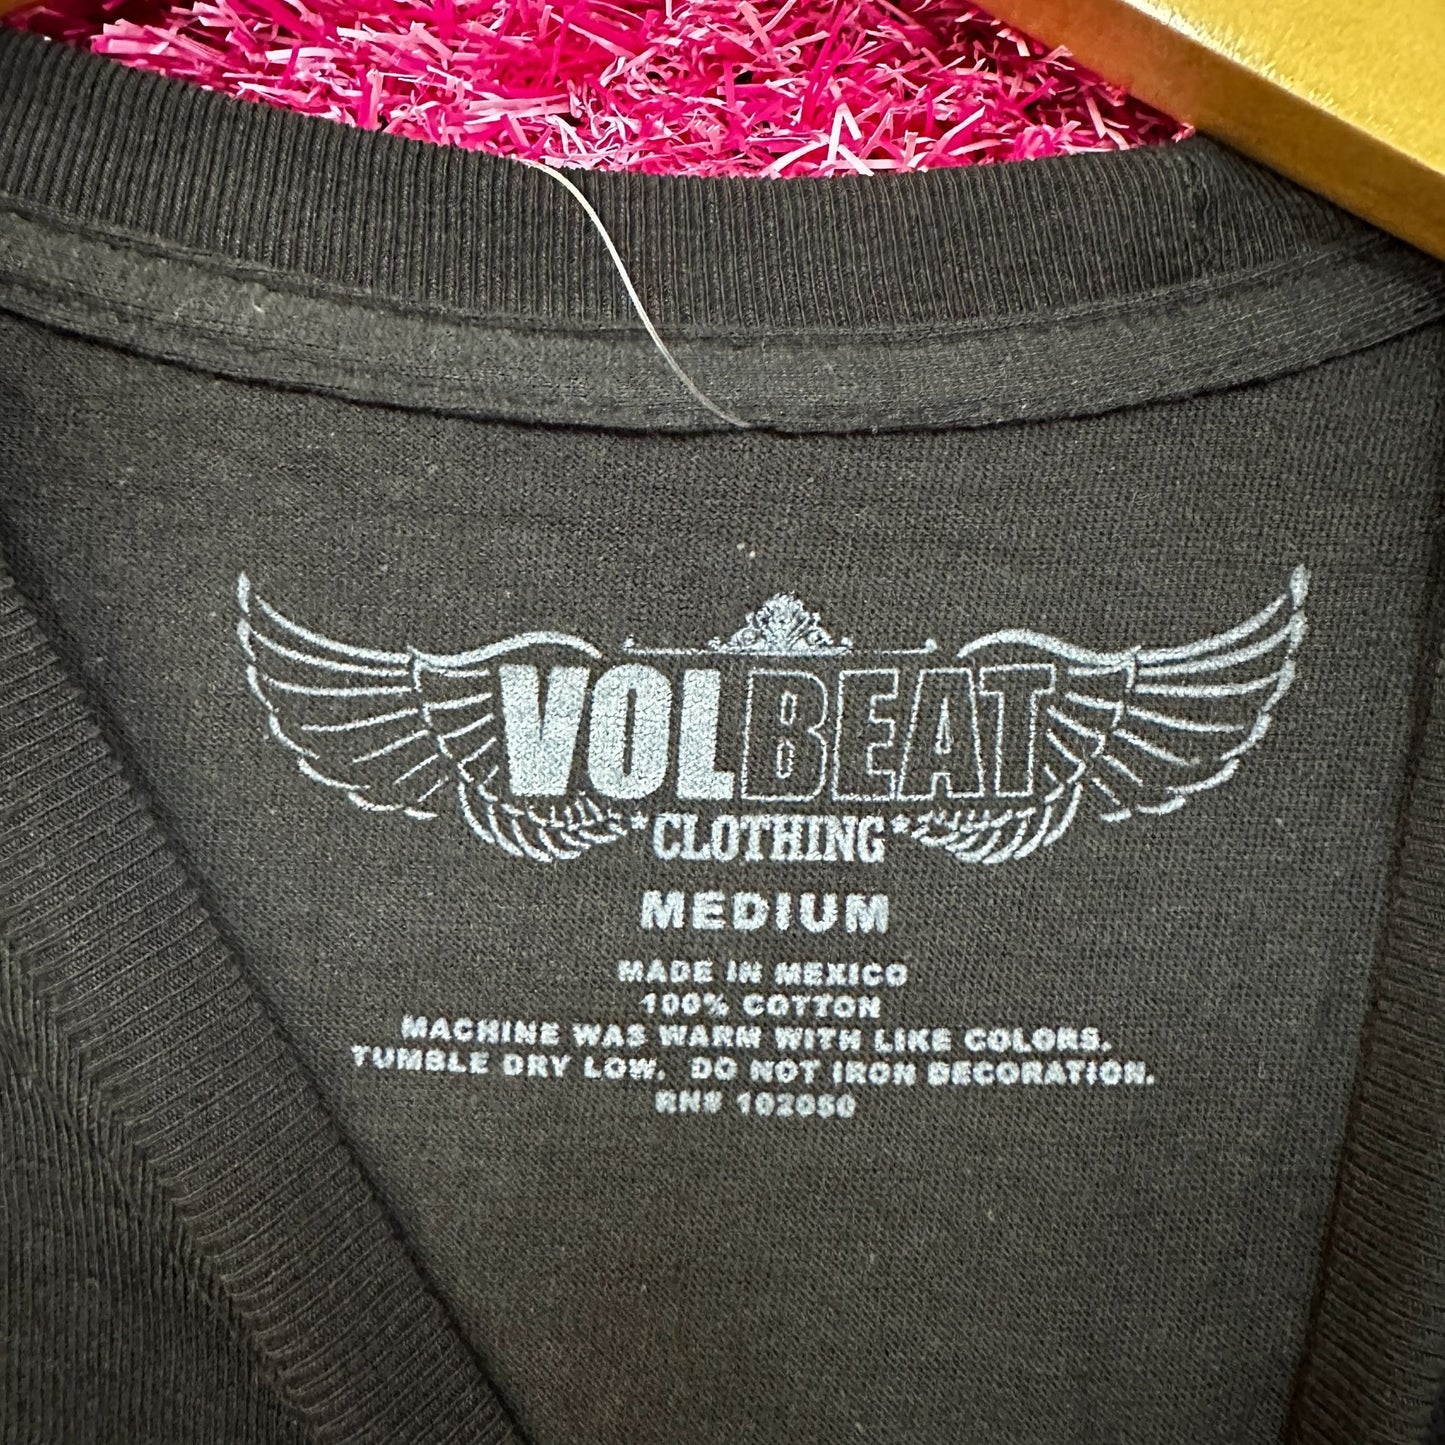 VOLBEAT
*CLOTHING*
MEDIUM
MADE IN MEXICO
100% COTTON
MACHINE WAS WARM WITH LIKE COLORS.
TUMBLE DRY LOW. DO NOT IRON DECORATION.
RN# 102050